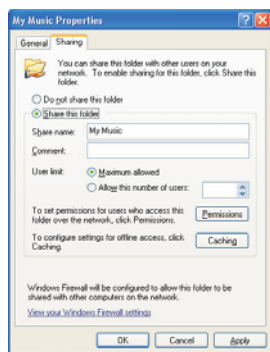 My Music Properties
General Sharing
You can share this folder with other users on your
network. To enable sharing for this folder, click Share this
folder.
Do not share this folder
Share this folder
Share name: My Music
Comment:
User limit: Maximum allowed
Allow this number of users:
To set permissions for users who access this
folder over the network, click Permissions.
Permissions
To configure settings for offline access, click
Caching.
Caching
Windows Firewall will be configured to allow this folder to be
shared with other computers on the network.
View your Windows Firewall settings
OK Cancel Apply